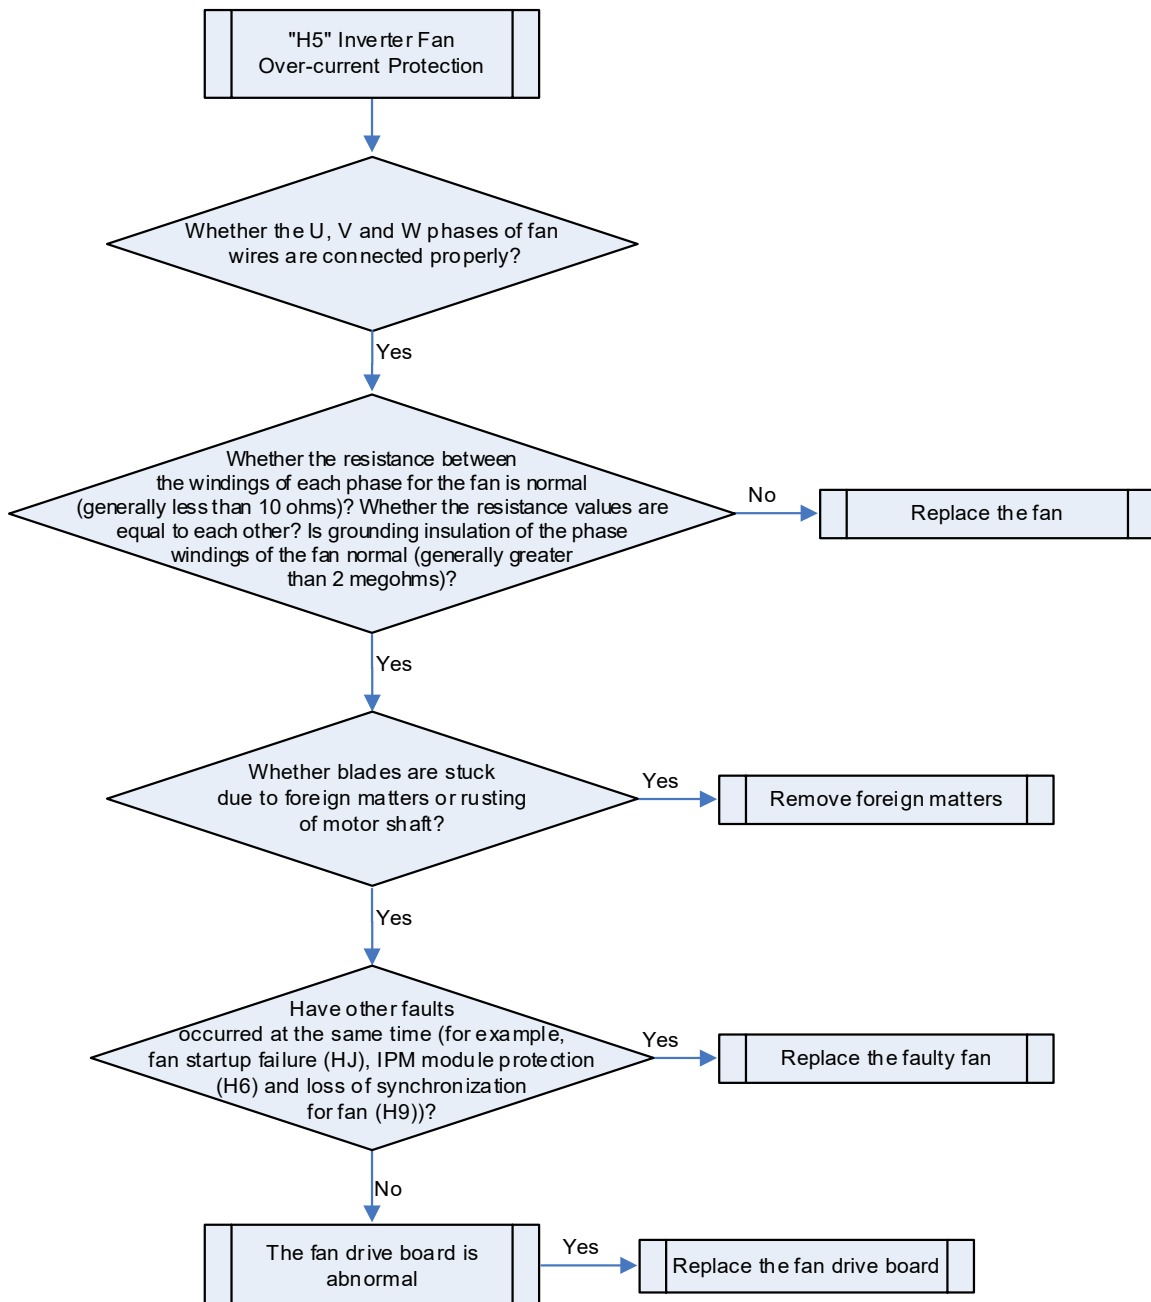 "H5" Inverter Fan
Over-current Protection
Whether the U, V and W phases of fan
wires are connected properly?
Yes
Whether the resistance between
the windings of each phase for the fan is normal
(generally less than 10 ohms)? Whether the resistance values are
equal to each other? Is grounding insulation of the phase
windings of the fan normal (generally greater
than 2 megohms)?
No
Replace the fan
Yes
Whether blades are stuck
due to foreign matters or rusting
of motor shaft?
Yes
Remove foreign matters
Yes
Have other faults
occurred at the same time (for example,
fan startup failure (HJ), IPM module protection
(H6) and loss of synchronization
for fan (H9))?
Yes
Replace the faulty fan
No
The fan drive board is
abnormal
Yes
Replace the fan drive board